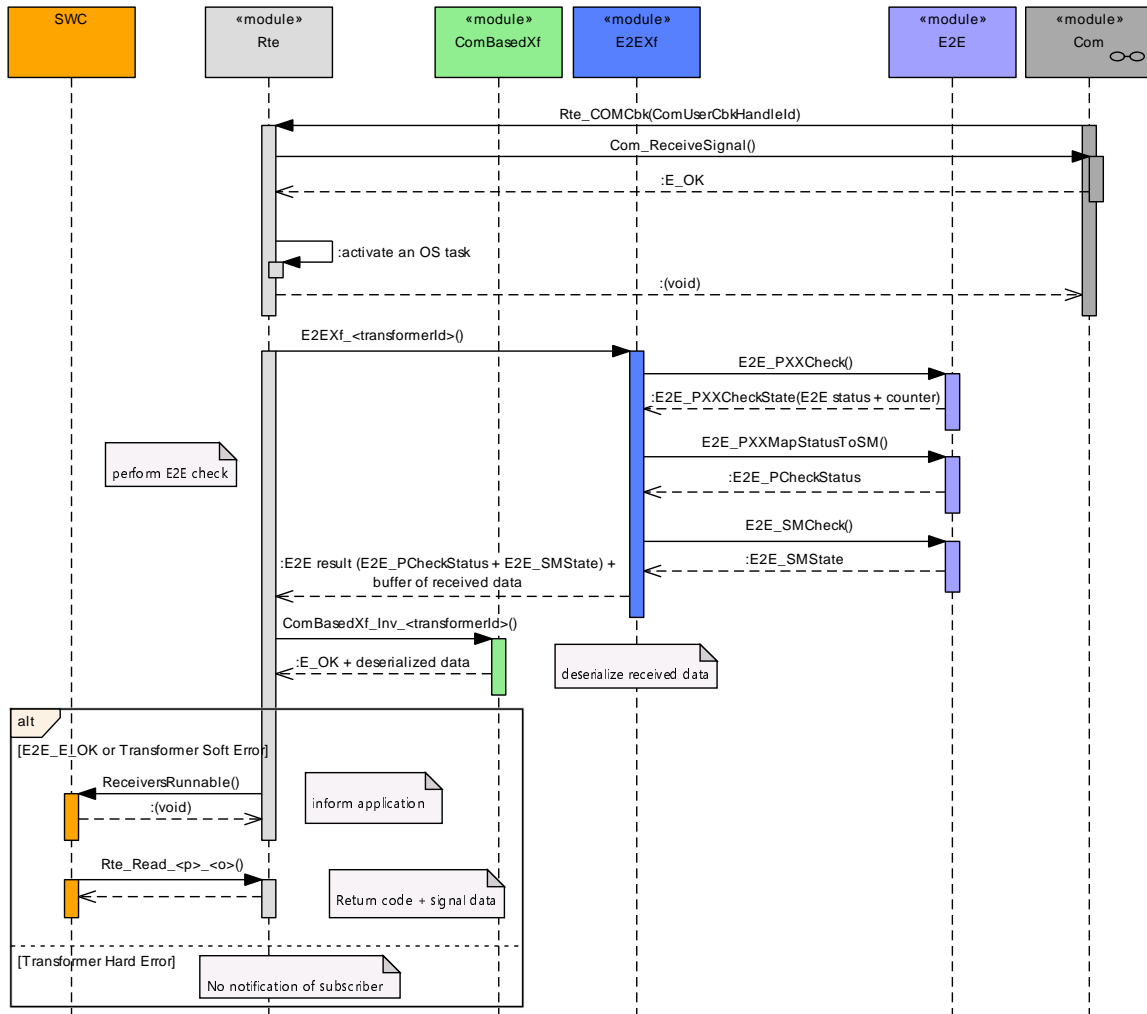 SWC
«module»
Rte
«module»
ComBasedXf
«module»
E2EXf
«module»
E2E
«module»
Com
Rte_COMCbk(ComUserCbkHandleId)
Com_ReceiveSignal()
:E_OK
:activate an OS task
:(void)
E2EXf_<transformerId>()
E2E_PXXCheck()
:E2E_PXXCheckState(E2E status + counter)
E2E_PXXMapStatusToSM()
perform E2E check
:E2E_PCheckStatus
E2E_SMCheck()
:E2E_SMState
:E2E result (E2E_PCheckStatus + E2E_SMState) +
buffer of received data
ComBasedXf_Inv_<transformerId>()
:E_OK + deserialized data
deserialize received data
alt
[E2E_E_OK or Transformer Soft Error]
ReceiversRunnable()
inform application
:(void)
Rte_Read_<p>_<o>()
Return code + signal data
[Transformer Hard Error]
No notification of subscriber